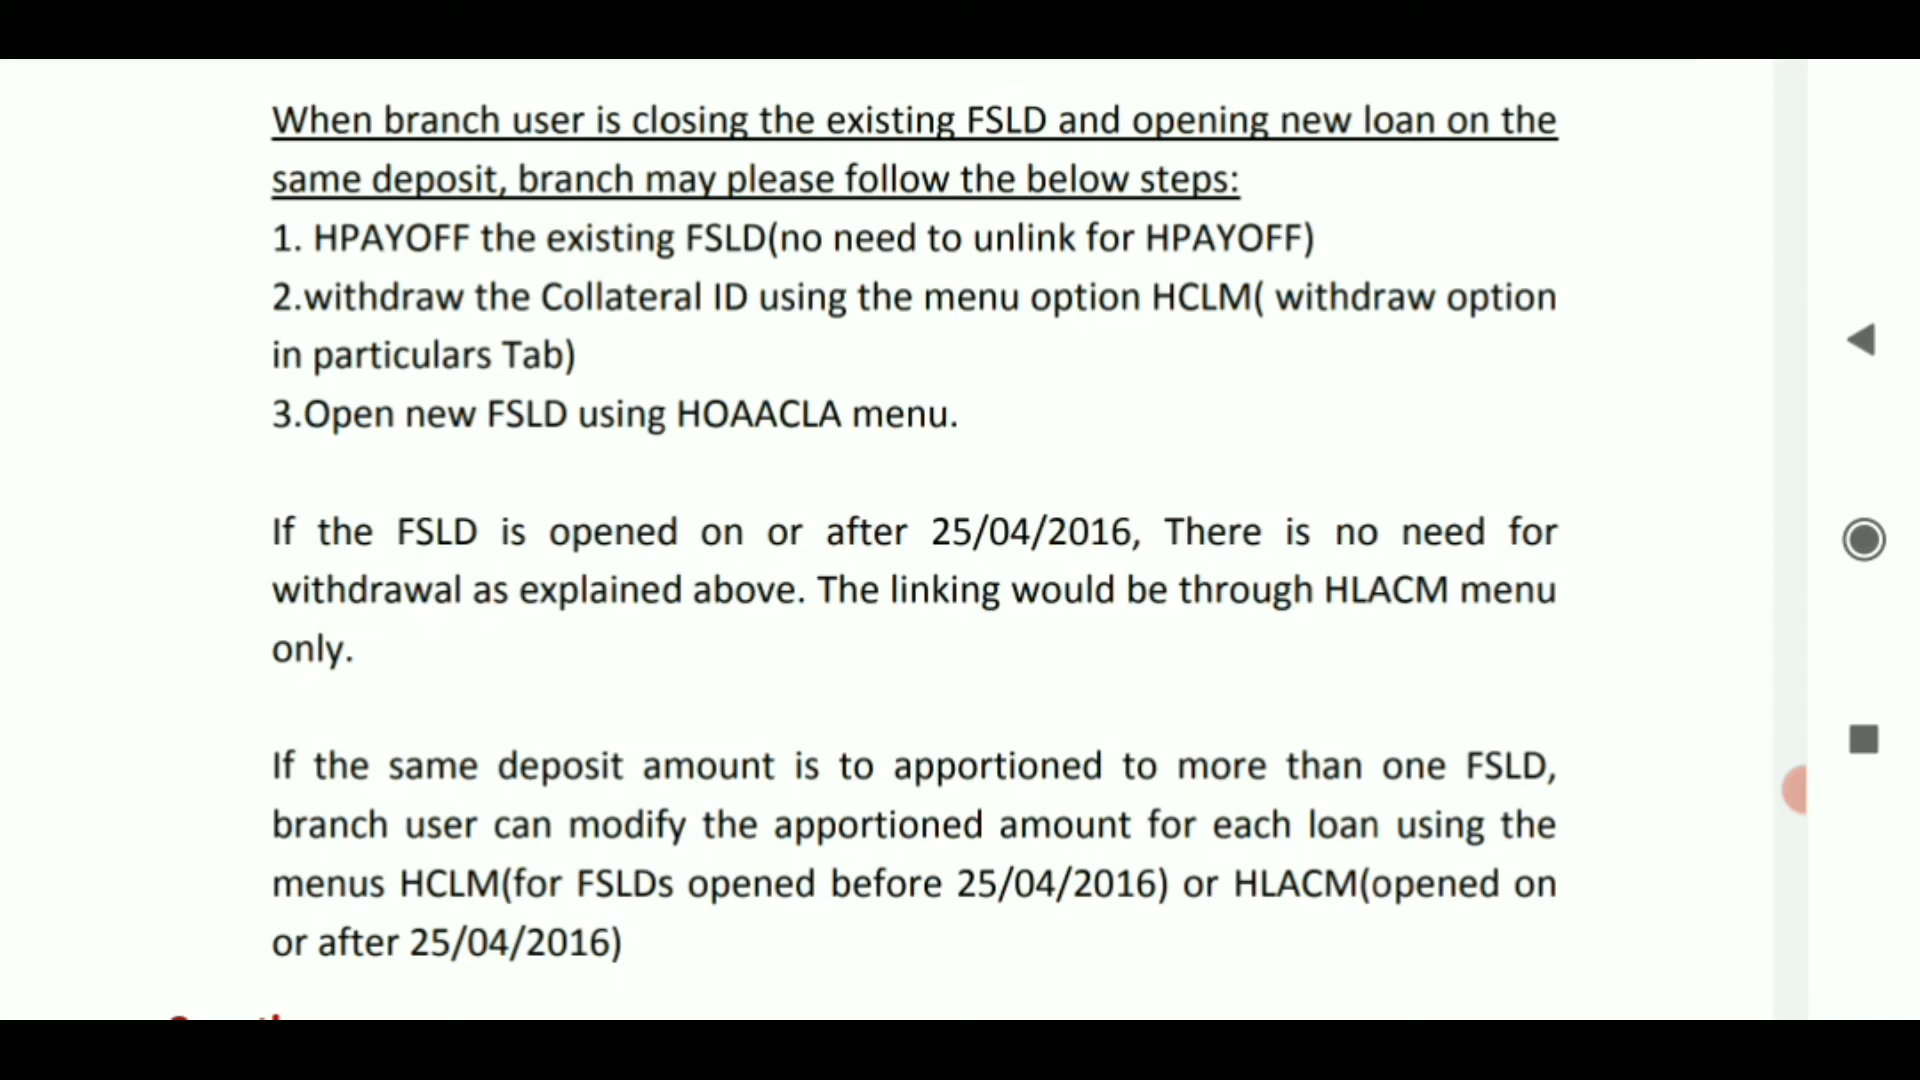 When branch user is closing the existing FSLD and opening new loan on the
same deposit, branch may please follow the below steps:
1. HPAYOFF the existing FSLD(no need to unlink for HPAYOFF)
2.withdraw the Collateral ID using the menu option HCLM( withdraw option
in particulars Tab)
3.Open new FSLD using HOAACLA menu.
If the FSLD is opened on or after 25/04/2016, There is no need for
withdrawal as explained above. The linking would be through HLACM menu
only.
If the same deposit amount is to apportioned to more than one FSLD,
branch user can modify the apportioned amount for each loan using the
menus HCLM(for FSLDs opened before 25/04/2016) or HLACM(opened on
or after 25/04/2016)